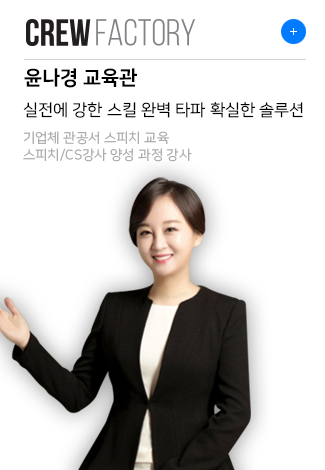 CREW FACTORY
윤나경 교육관
실전에 강한 스킬 완벽 타파 확실한 솔루션
기업체 관공서 스피치 교육
스피치/CS강사 양성 과정 강사